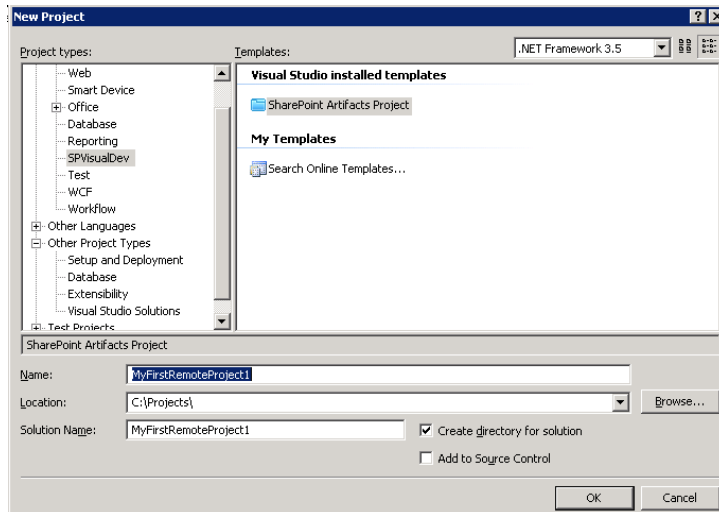 New Project
Project types:
Templates:
.NET Framework 3.5
Web
Smart Device
Office
Database
Reporting
SPVisualDev
Test
WCF
Workflow
Other Languages
Other Project Types
Setup and Deployment
Database
Extensibility
Visual Studio Solutions
Test Projects
Visual Studio installed templates
SharePoint Artifacts Project
My Templates
Search Online Templates...
SharePoint Artifacts Project
Name:
MyFirstRemoteProject1
Location:
C:\Projects\
Browse...
Solution Name:
MyFirstRemoteProject1
Create directory for solution
Add to Source Control
OK
Cancel